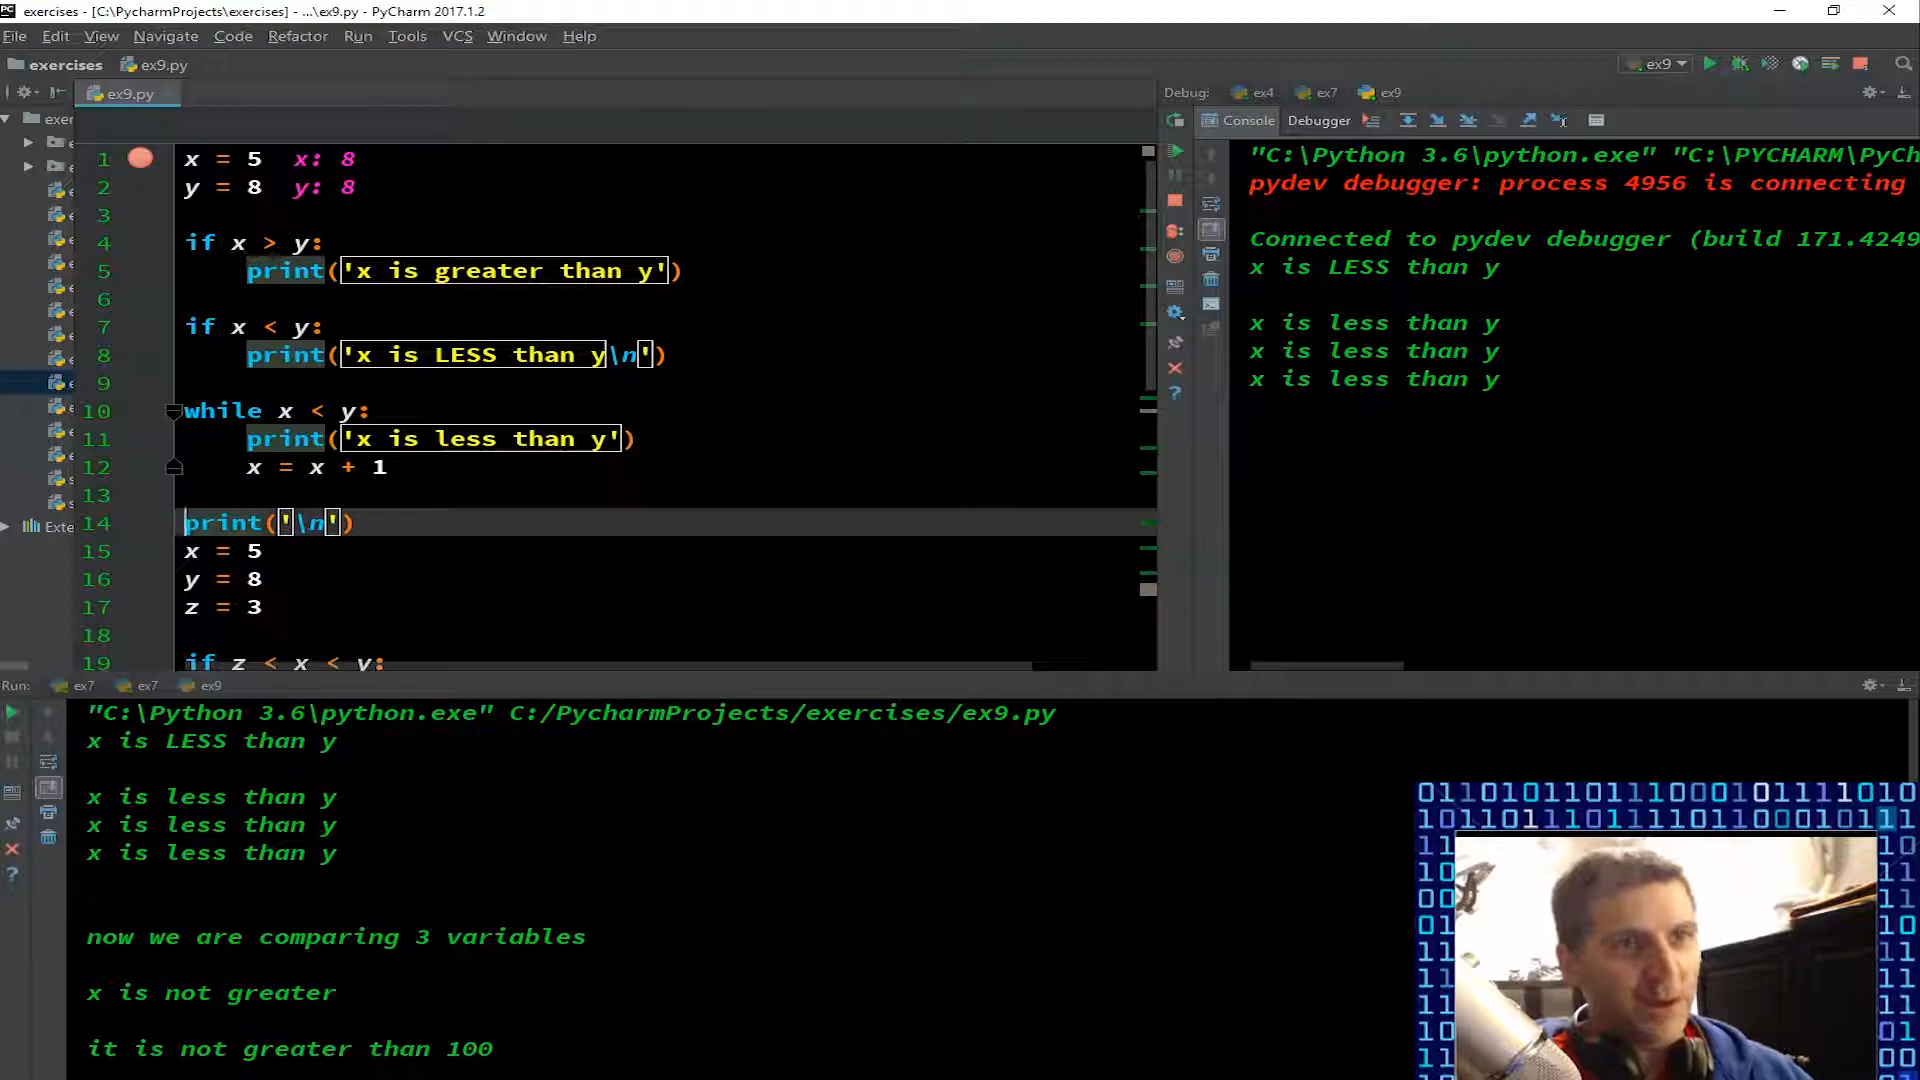 exercises - [C:\PycharmProjects\exercises] - ...\ex9.py - PyCharm 2017.1.2
File Edit View Navigate Code Refactor Run Tools VCS Window Help
exercises ex9.py
ex9
ex9.py
Debug: ex4 ex7 ex9
Console Debugger
1 x = 5 x: 8
2 y = 8 y: 8
3
4 if x > y:
5 print('x is greater than y')
6
7 if x < y:
8 print('x is LESS than y\n')
9
10 while x < y:
11 print('x is less than y')
12 x = x + 1
13
14 print('\n')
15 x = 5
16 y = 8
17 z = 3
18
19 if z < x < y:
"C:\Python 3.6\python.exe" "C:\PYCHARM\PyCh
pydev debugger: process 4956 is connecting
Connected to pydev debugger (build 171.4249
x is LESS than y
x is less than y
x is less than y
x is less than y
Run: ex7 ex7 ex9
"C:\Python 3.6\python.exe" C:/PycharmProjects/exercises/ex9.py
x is LESS than y
x is less than y
x is less than y
x is less than y
now we are comparing 3 variables
x is not greater
it is not greater than 100